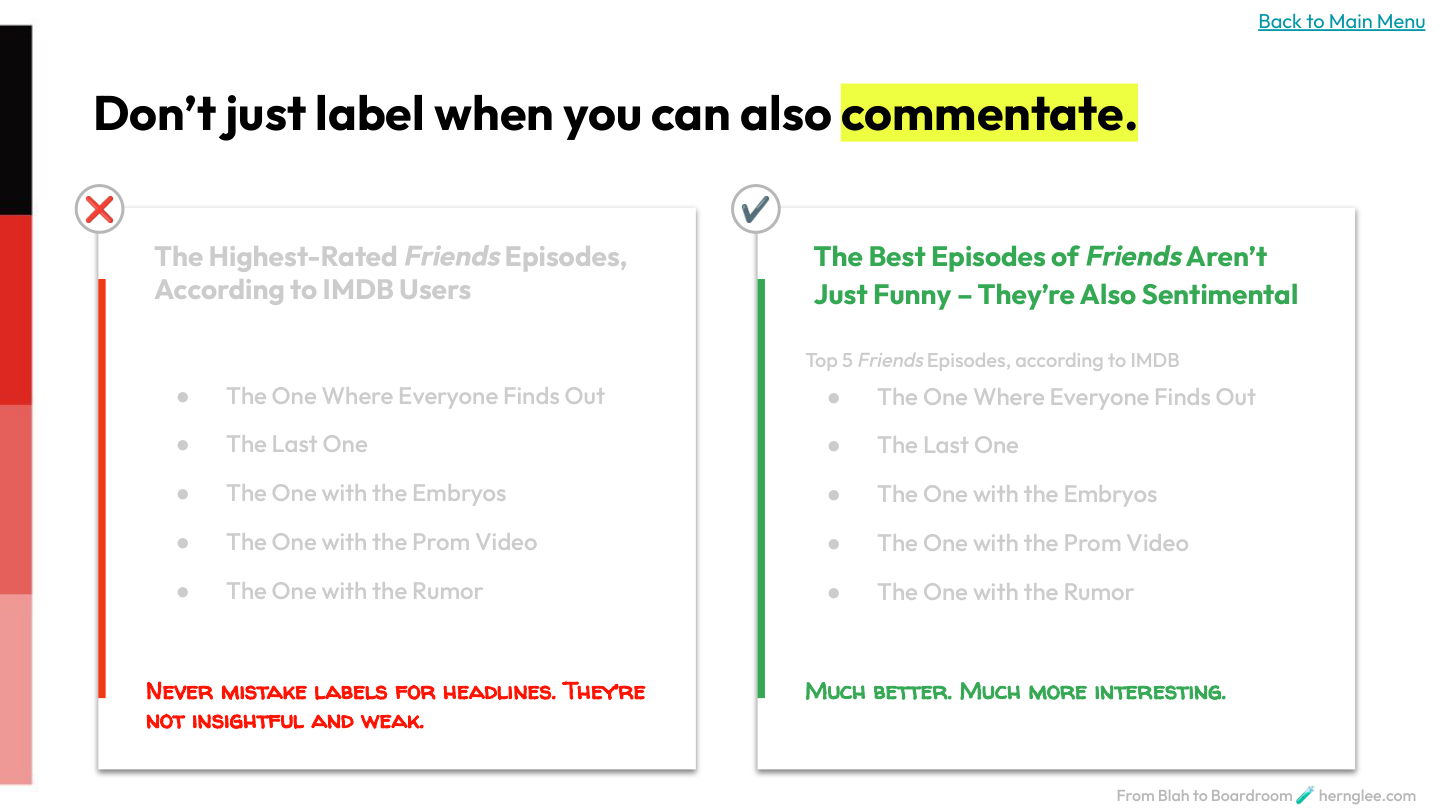 Back to Main Menu
Don’t just label when you can also commentate.
The Highest-Rated Friends Episodes,
According to IMDB Users
● The One Where Everyone Finds Out
● The Last One
● The One with the Embryos
● The One with the Prom Video
● The One with the Rumor
Never mistake labels for headlines. They’re
not insightful and weak.
The Best Episodes of Friends Aren’t
Just Funny – They’re Also Sentimental
Top 5 Friends Episodes, according to IMDB
● The One Where Everyone Finds Out
● The Last One
● The One with the Embryos
● The One with the Prom Video
● The One with the Rumor
Much better. Much more interesting.
From Blah to Boardroom 🧪 hernglee.com